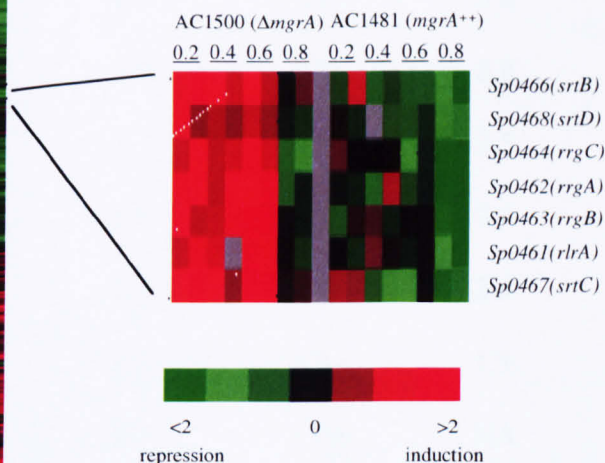 AC1500 (ΔmgrA) AC1481 (mgrA++)
0.2 0.4 0.6 0.8 0.2 0.4 0.6 0.8
Sp0466(srtB)
Sp0468(srtD)
Sp0464(rrgC)
Sp0462(rrgA)
Sp0463(rrgB)
Sp0461(rlrA)
Sp0467(srtC)
<2 0 >2
repression induction